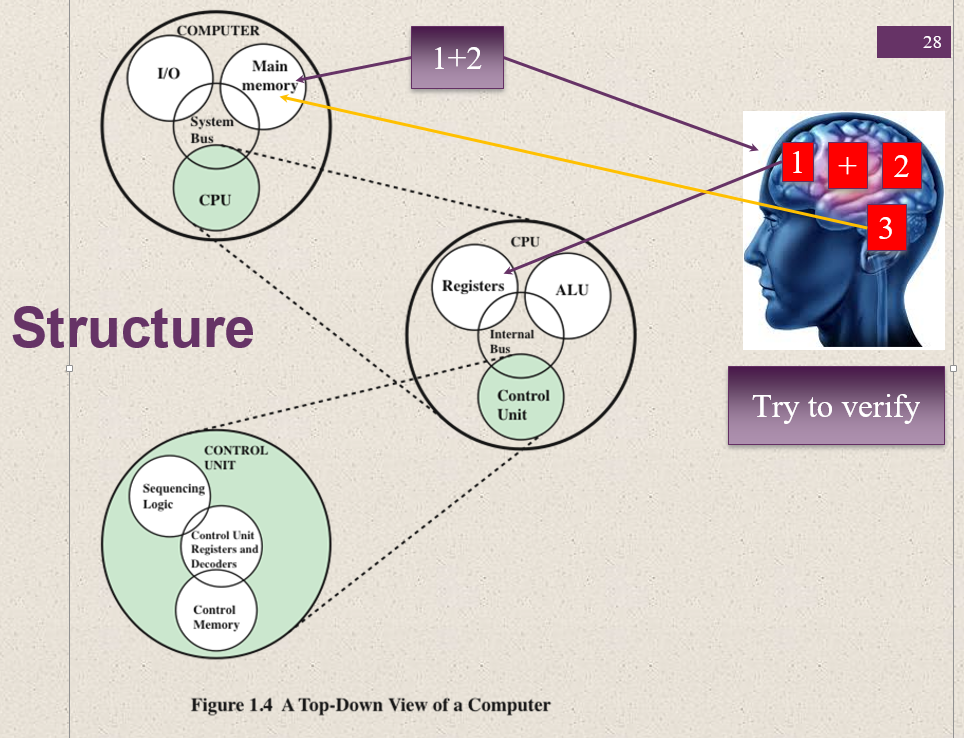 28
1+2
COMPUTER
I/O
Main
memory
System
Bus
CPU
1
+
2
3
CPU
Registers
ALU
Internal
Bus
Control
Unit
Structure
Try to verify
CONTROL
UNIT
Sequencing
Logic
Control Unit
Registers and
Decoders
Control
Memory
Figure 1.4 A Top-Down View of a Computer